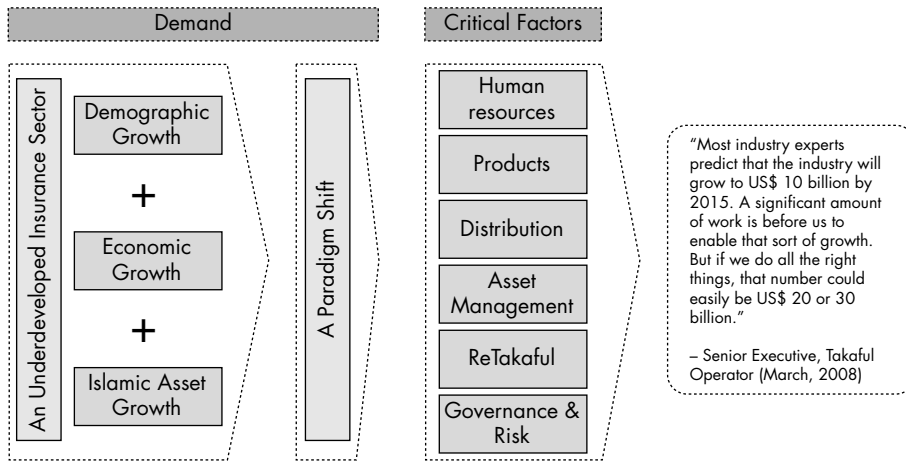 Demand
Critical Factors
An Underdeveloped Insurance Sector
Demographic
Growth
+
Economic
Growth
+
Islamic Asset
Growth
A Paradigm Shift
Human
resources
Products
Distribution
Asset
Management
ReTakaful
Governance &
Risk
“Most industry experts
predict that the industry will
grow to US$ 10 billion by
2015. A significant amount
of work is before us to
enable that sort of growth.
But if we do all the right
things, that number could
easily be US$ 20 or 30
billion.”
– Senior Executive, Takaful
Operator (March, 2008)